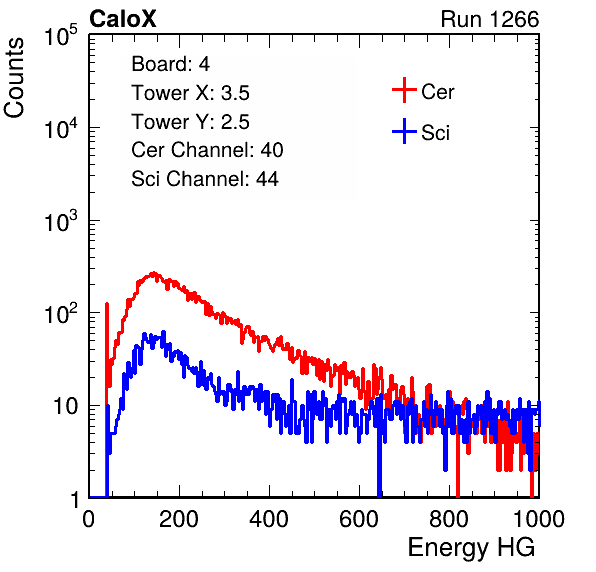 CaloX Run 1266
Counts
Board: 4
Tower X: 3.5
Tower Y: 2.5
Cer Channel: 40
Sci Channel: 44
Cer
Sci
10^5
10^4
10^3
10^2
10
1
0 200 400 600 800 1000
Energy HG